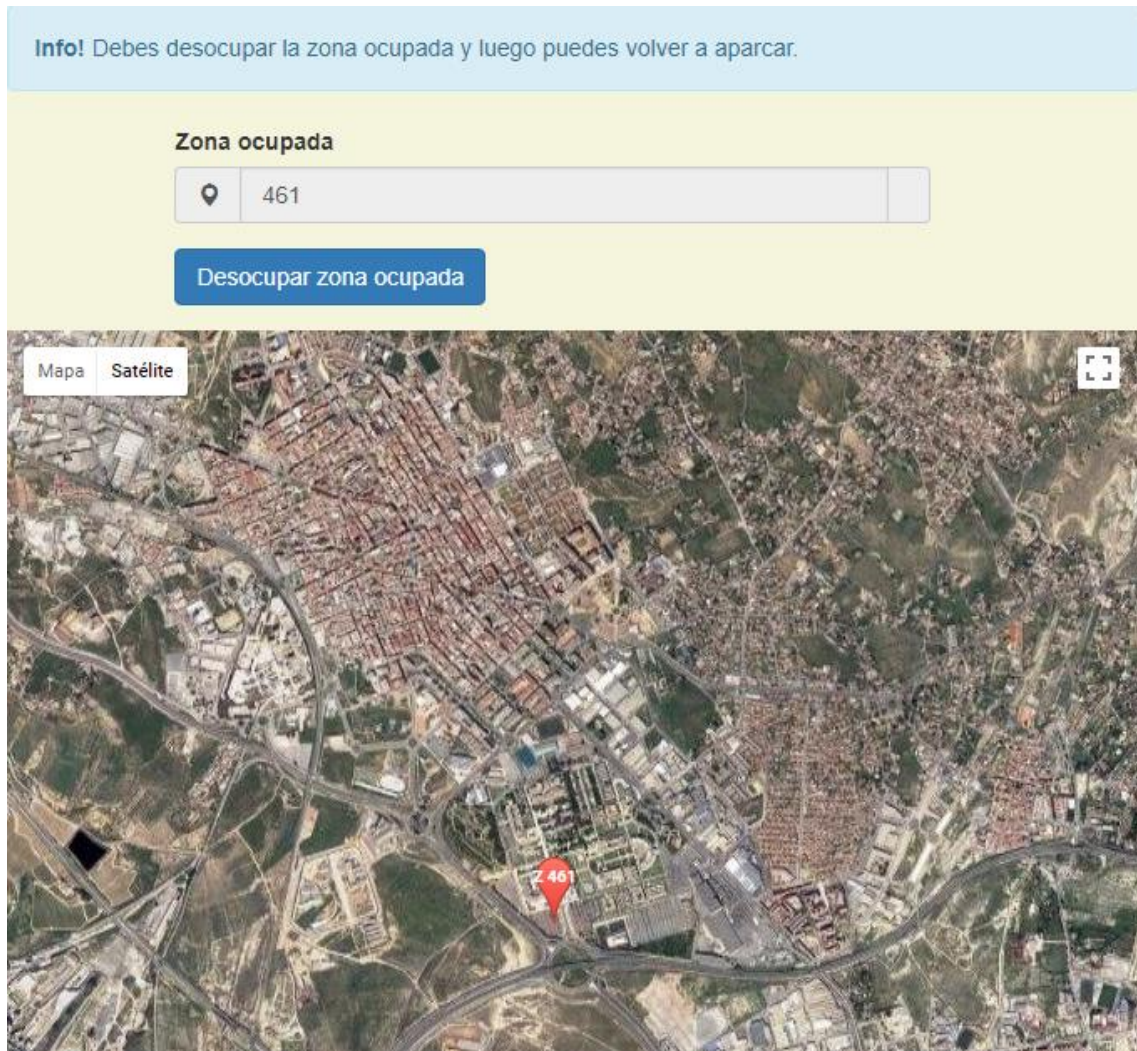 Info! Debes desocupar la zona ocupada y luego puedes volver a aparcar.
Zona ocupada
461
Desocupar zona ocupada
Mapa Satélite
Z 461